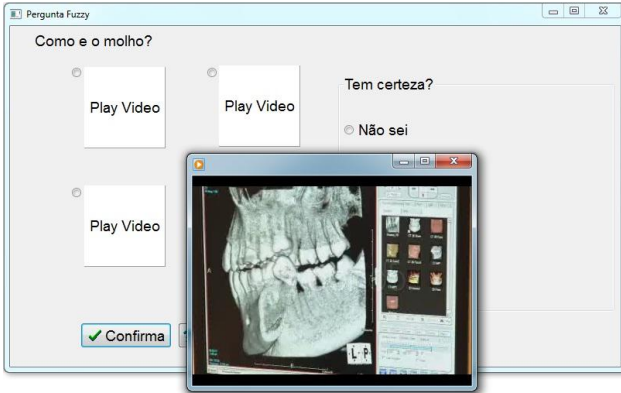 Pergunta Fuzzy
Como e o molho?
Play Video
Play Video
Tem certeza?
Não sei
Play Video
Confirma
A
L P